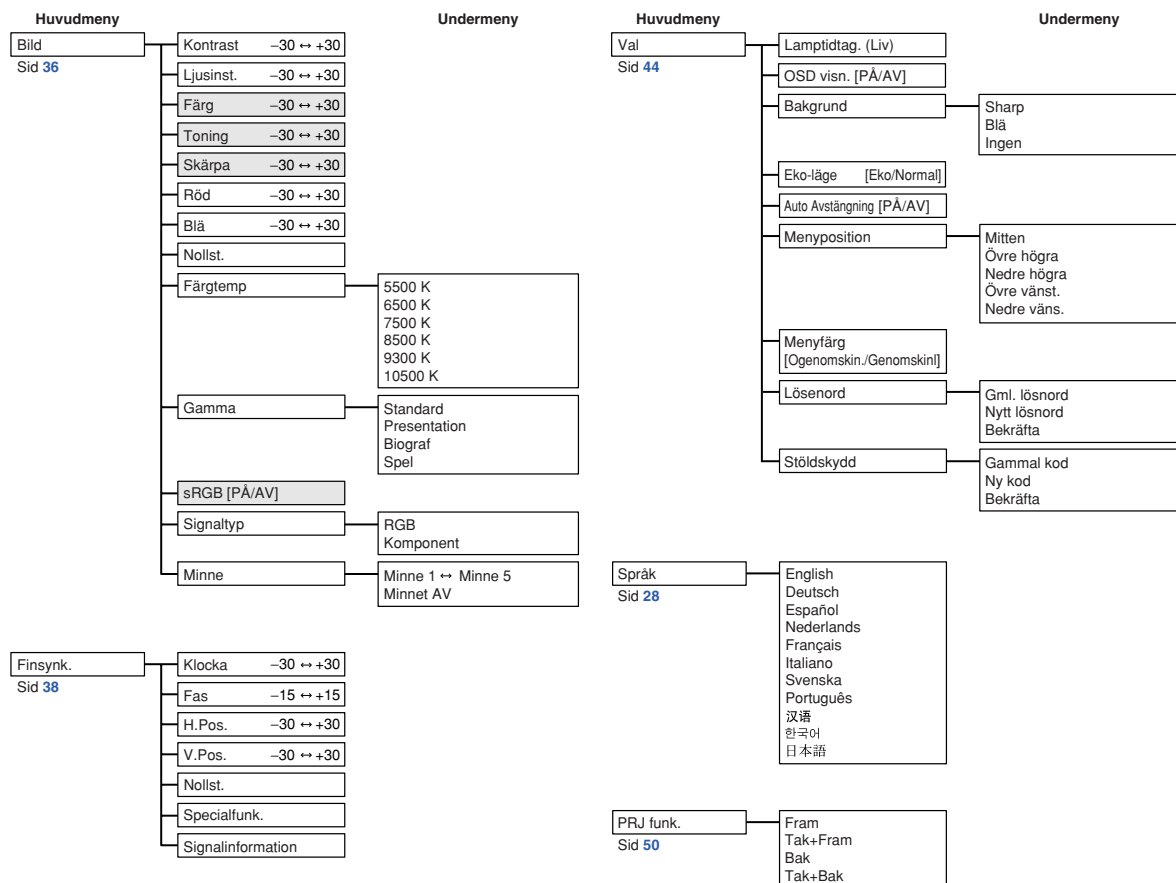 Huvudmeny
Undermeny
Bild
Sid 36
Kontrast −30 ↔ +30
Ljusinst. −30 ↔ +30
Färg −30 ↔ +30
Toning −30 ↔ +30
Skärpa −30 ↔ +30
Röd −30 ↔ +30
Blä −30 ↔ +30
Nollst.
Färgtemp
5500 K
6500 K
7500 K
8500 K
9300 K
10500 K
Gamma
Standard
Presentation
Biograf
Spel
sRGB [PÅ/AV]
Signaltyp
RGB
Komponent
Minne
Minne 1 ↔ Minne 5
Minnet AV
Finsynk.
Sid 38
Klocka −30 ↔ +30
Fas −15 ↔ +15
H.Pos. −30 ↔ +30
V.Pos. −30 ↔ +30
Nollst.
Specialfunk.
Signalinformation
Huvudmeny
Undermeny
Val
Sid 44
Lamptidtag. (Liv)
OSD visn. [PÅ/AV]
Bakgrund
Sharp
Blä
Ingen
Eko-läge [Eko/Normal]
Auto Avstängning [PÅ/AV]
Menyposition
Mitten
Övre högra
Nedre högra
Övre vänst.
Nedre väns.
Menyfärg
[Ogenomskin./Genomskinl]
Lösenord
Gml. lösnord
Nytt lösnord
Bekräfta
Stöldskydd
Gammal kod
Ny kod
Bekräfta
Språk
Sid 28
English
Deutsch
Español
Nederlands
Français
Italiano
Svenska
Português
汉语
한국어
日本語
PRJ funk.
Sid 50
Fram
Tak+Fram
Bak
Tak+Bak